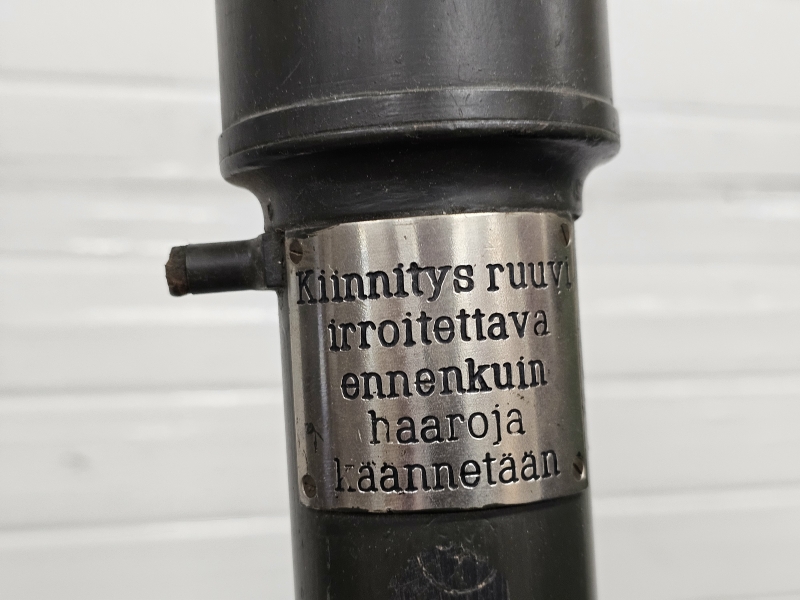 Kiinnitys ruuvi
irroitettava
ennenkuin
haaroja
käännetään